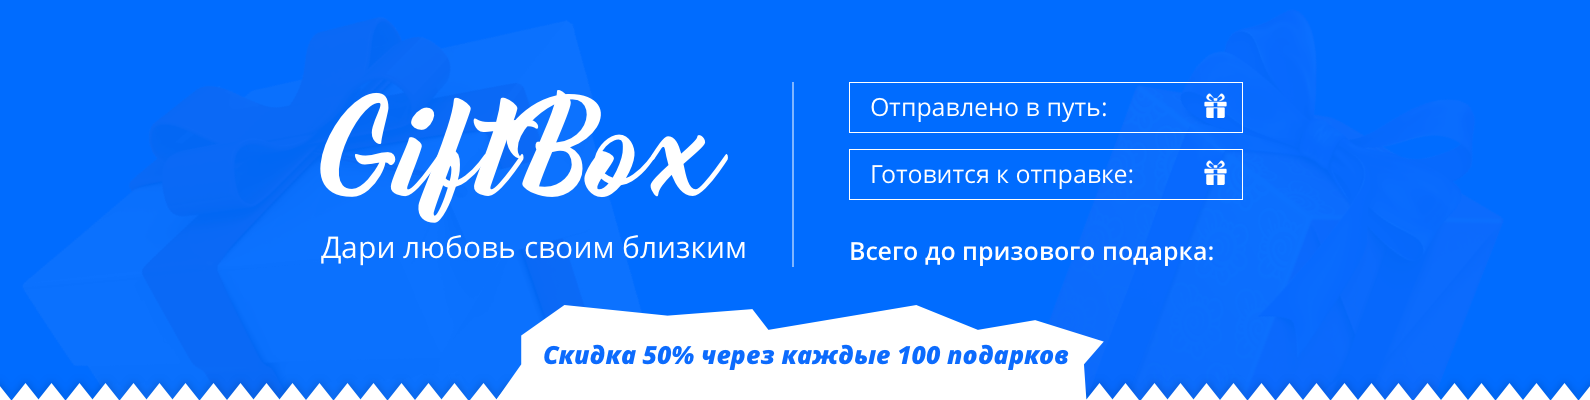 GiftBox
Дари любовь своим близким
Отправлено в путь:
Готовится к отправке:
Всего до призового подарка:
Скидка 50% через каждые 100 подарков